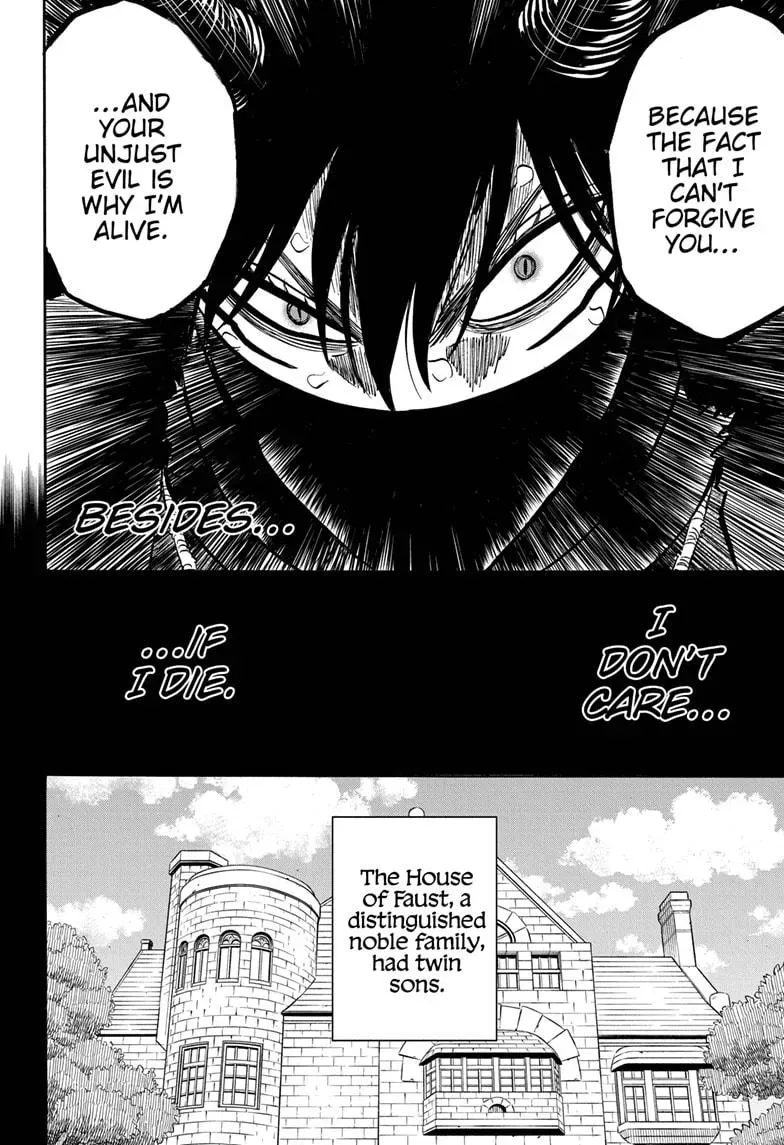 BECAUSE
THE FACT
THAT I
CAN'T
FORGIVE
YOU...
...AND
YOUR
UNJUST
EVIL IS
WHY I'M
ALIVE.
BESIDES...
I
DON'T
CARE...
...IF
I DIE.
The House
of Faust, a
distinguished
noble family,
had twin
sons.